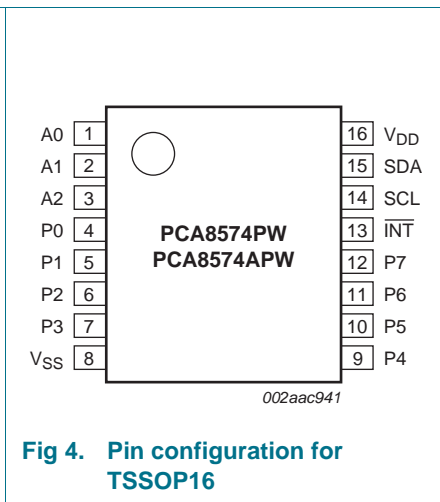 A0 1
A1 2
A2 3
P0 4
P1 5
P2 6
P3 7
VSS 8
PCA8574PW
PCA8574APW
16 VDD
15 SDA
14 SCL
13 INT
12 P7
11 P6
10 P5
9 P4
002aac941
Fig 4. Pin configuration for
TSSOP16